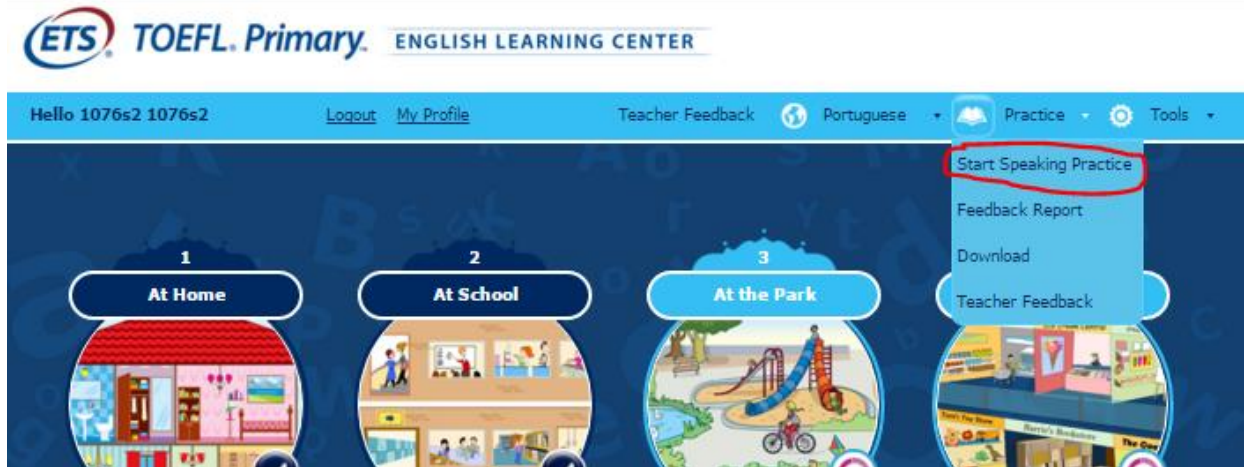 ETS TOEFL Primary. ENGLISH LEARNING CENTER
Hello 1076s2 1076s2 Logout My Profile Teacher Feedback Portuguese Practice Tools
Start Speaking Practice
Feedback Report
Download
Teacher Feedback
1
At Home
2
At School
3
At the Park